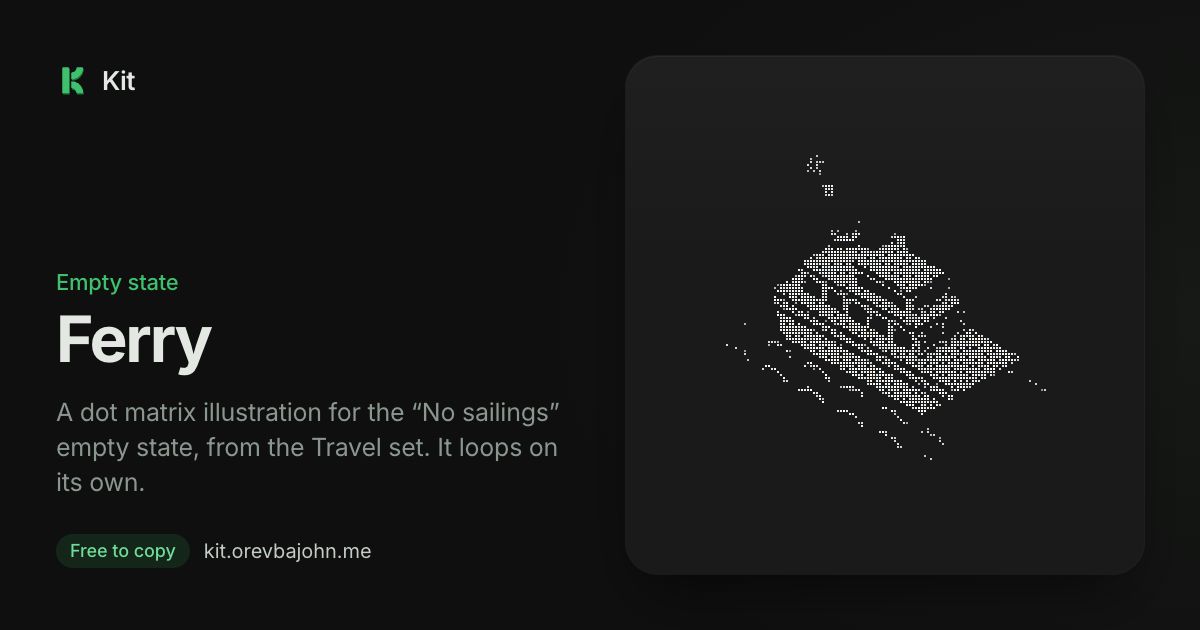 Kit
Empty state
Ferry
A dot matrix illustration for the “No sailings”
empty state, from the Travel set. It loops on
its own.
Free to copy
kit.orevbajohn.me